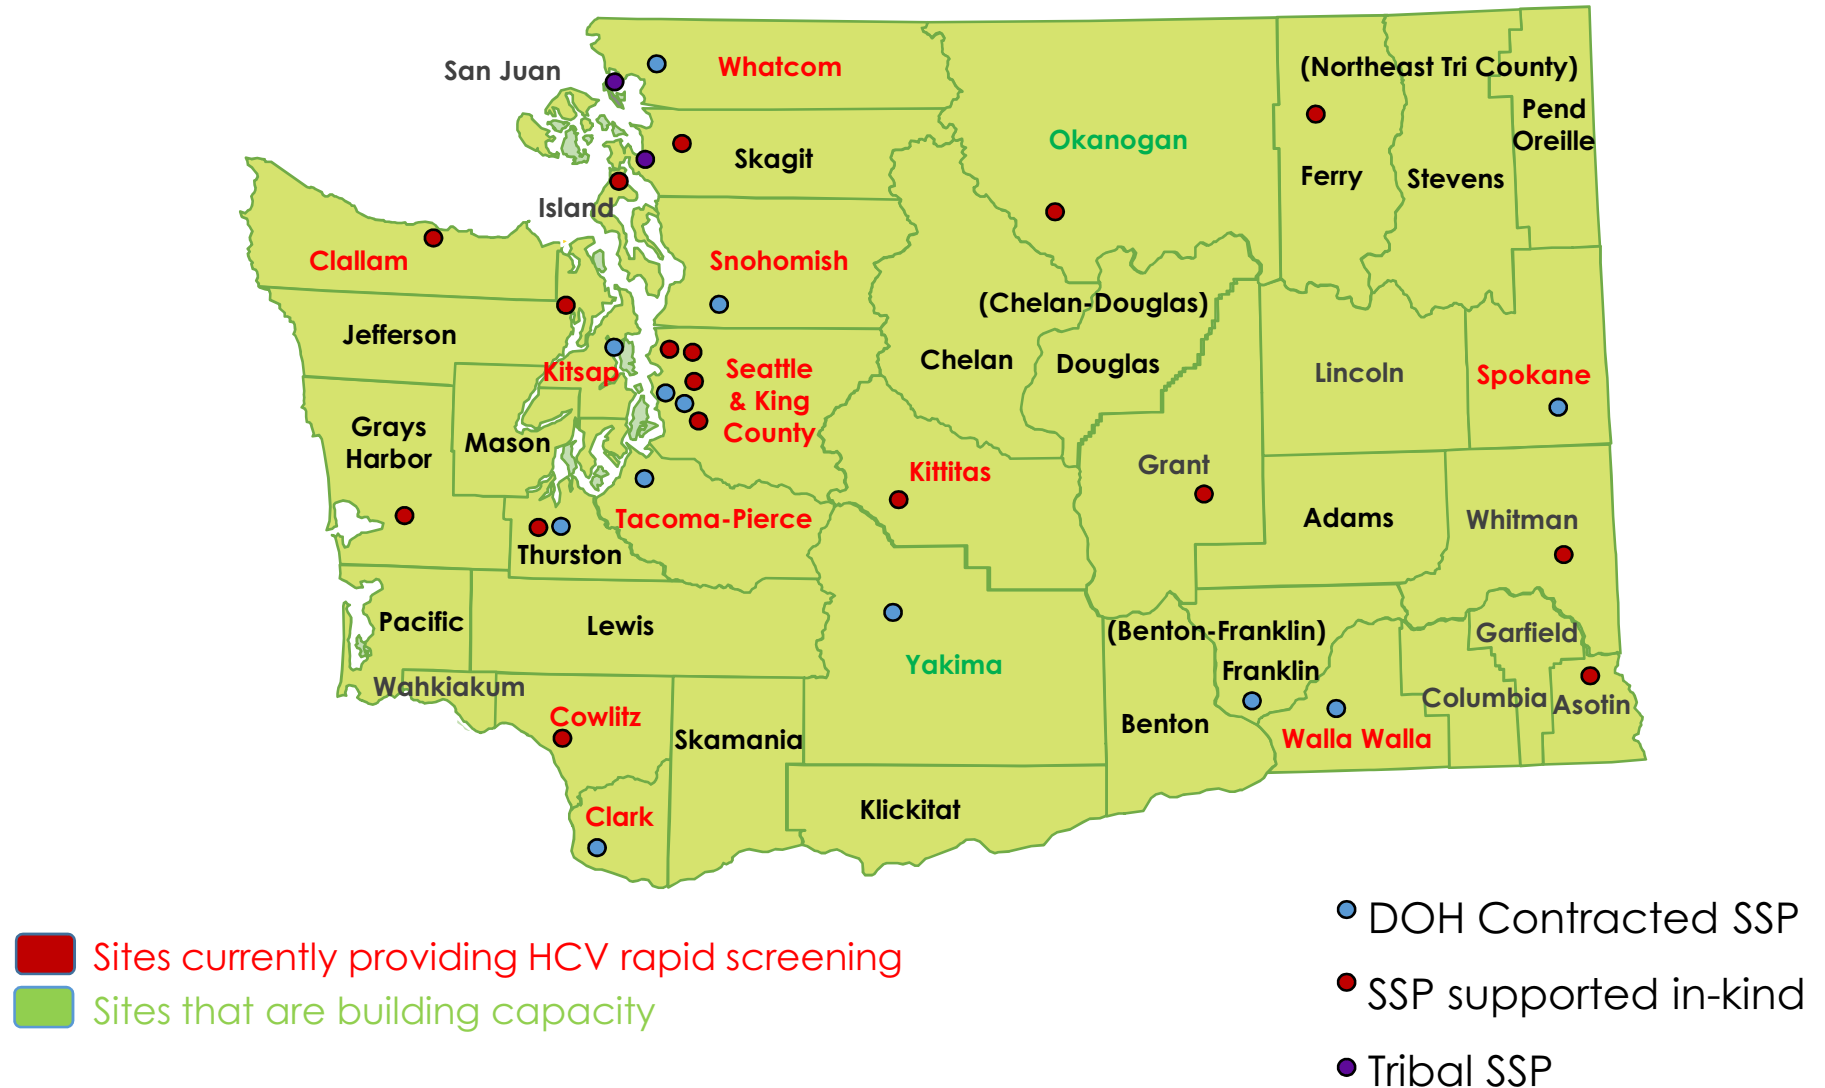 San Juan
Whatcom
(Northeast Tri County)
Pend
Oreille
Okanogan
Skagit
Ferry
Stevens
Island
Clallam
Snohomish
(Chelan-Douglas)
Jefferson
Chelan
Douglas
Kitsap
Seattle
& King
County
Lincoln
Spokane
Grays
Harbor
Mason
Kittitas
Grant
Tacoma-Pierce
Adams
Whitman
Thurston
Pacific
Lewis
(Benton-Franklin)
Garfield
Yakima
Franklin
Wahkiakum
Columbia
Asotin
Cowlitz
Skamania
Benton
Walla Walla
Clark
Klickitat
Sites currently providing HCV rapid screening
Sites that are building capacity
DOH Contracted SSP
SSP supported in-kind
Tribal SSP